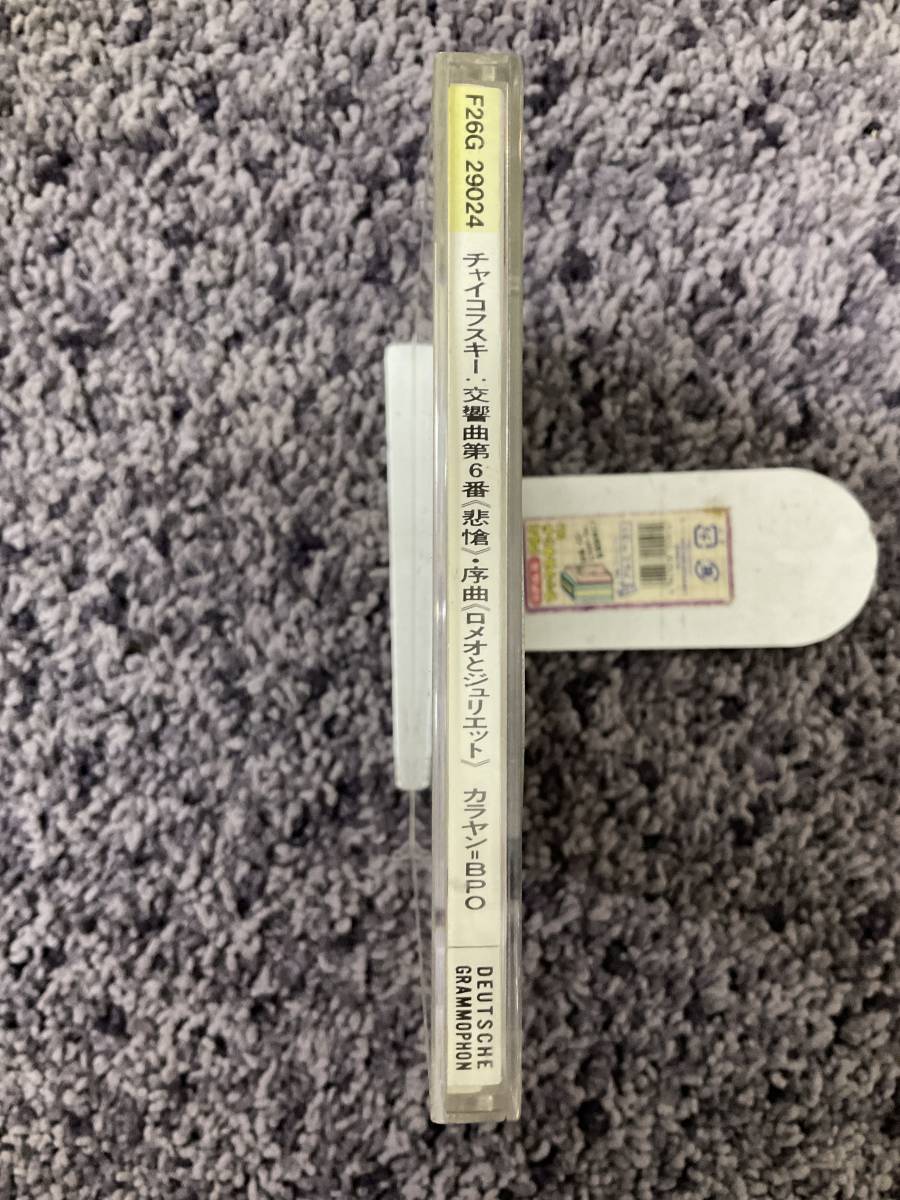 F26G 29024
チャイコフスキー:交響曲第6番《悲愴》・序曲《ロメオとジュリエット》 カラヤン=BPO
DEUTSCHE
GRAMMOPHON